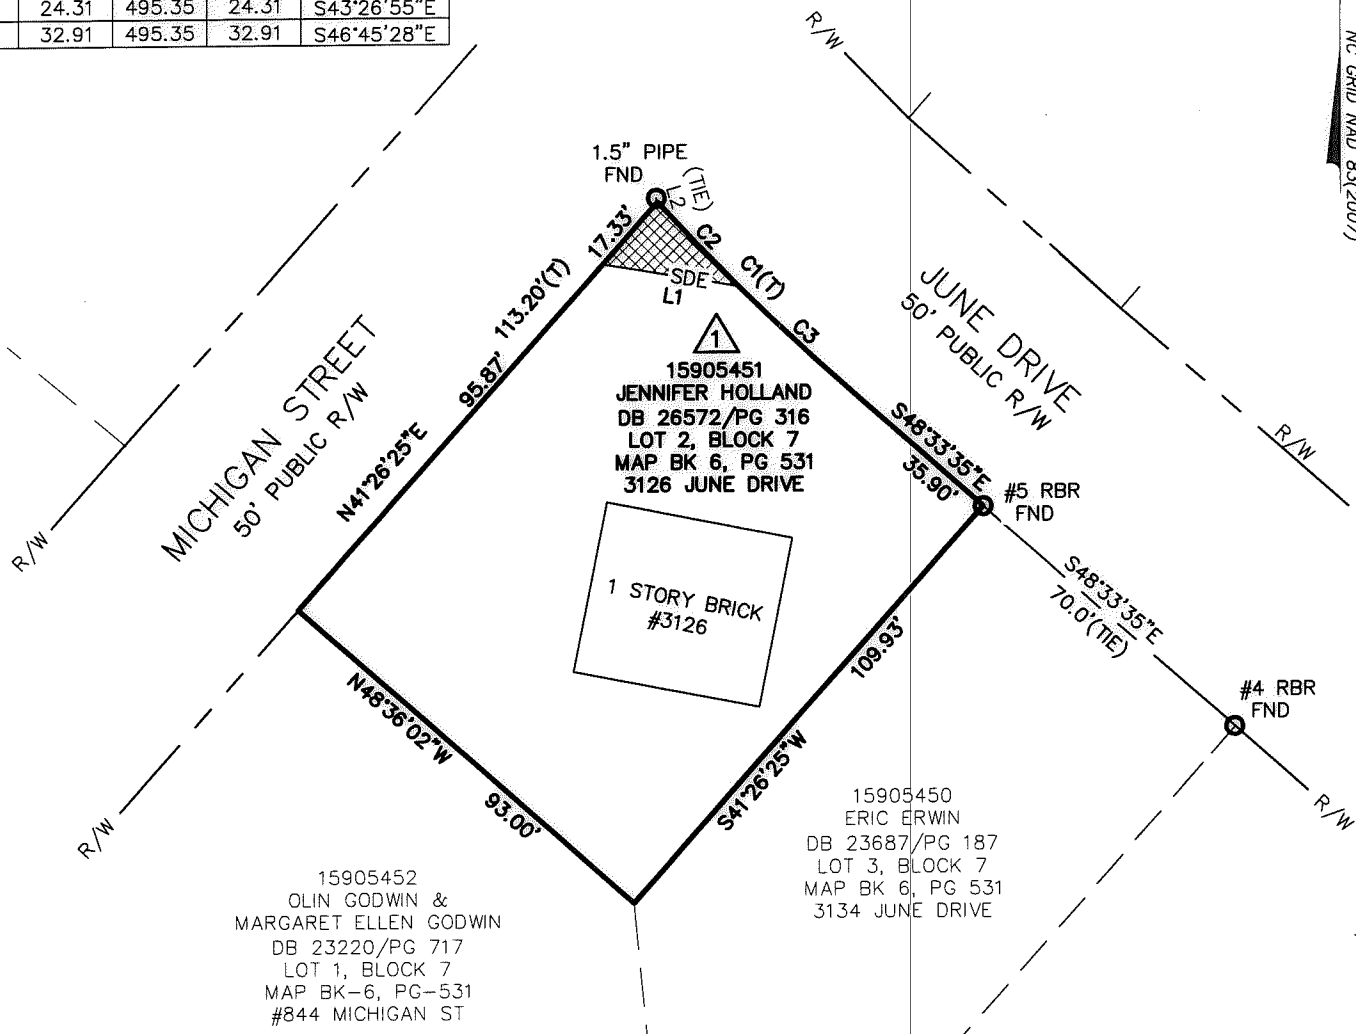 24.31 495.35 24.31 S43°26'55"E
32.91 495.35 32.91 S46°45'28"E
R/W
NC GRID NAD 83(2007)
1.5" PIPE
FND
(TIE)
L2
17.33'
C2
113.20'(T)
SDE
L1
C1(T)
C3
JUNE DRIVE
50' PUBLIC R/W
1
15905451
JENNIFER HOLLAND
DB 26572/PG 316
LOT 2, BLOCK 7
MAP BK 6, PG 531
3126 JUNE DRIVE
95.87'
MICHIGAN STREET
50' PUBLIC R/W
N41°26'25"E
S48°33'35"E
35.90'
R/W
#5 RBR
FND
R/W
1 STORY BRICK
#3126
S48°33'35"E
70.0'(TIE)
109.93'
#4 RBR
FND
N48°36'02"W
93.00'
S41°26'25"W
R/W
R/W
15905450
ERIC ERWIN
DB 23687/PG 187
LOT 3, BLOCK 7
MAP BK 6, PG 531
3134 JUNE DRIVE
15905452
OLIN GODWIN &
MARGARET ELLEN GODWIN
DB 23220/PG 717
LOT 1, BLOCK 7
MAP BK-6, PG-531
#844 MICHIGAN ST